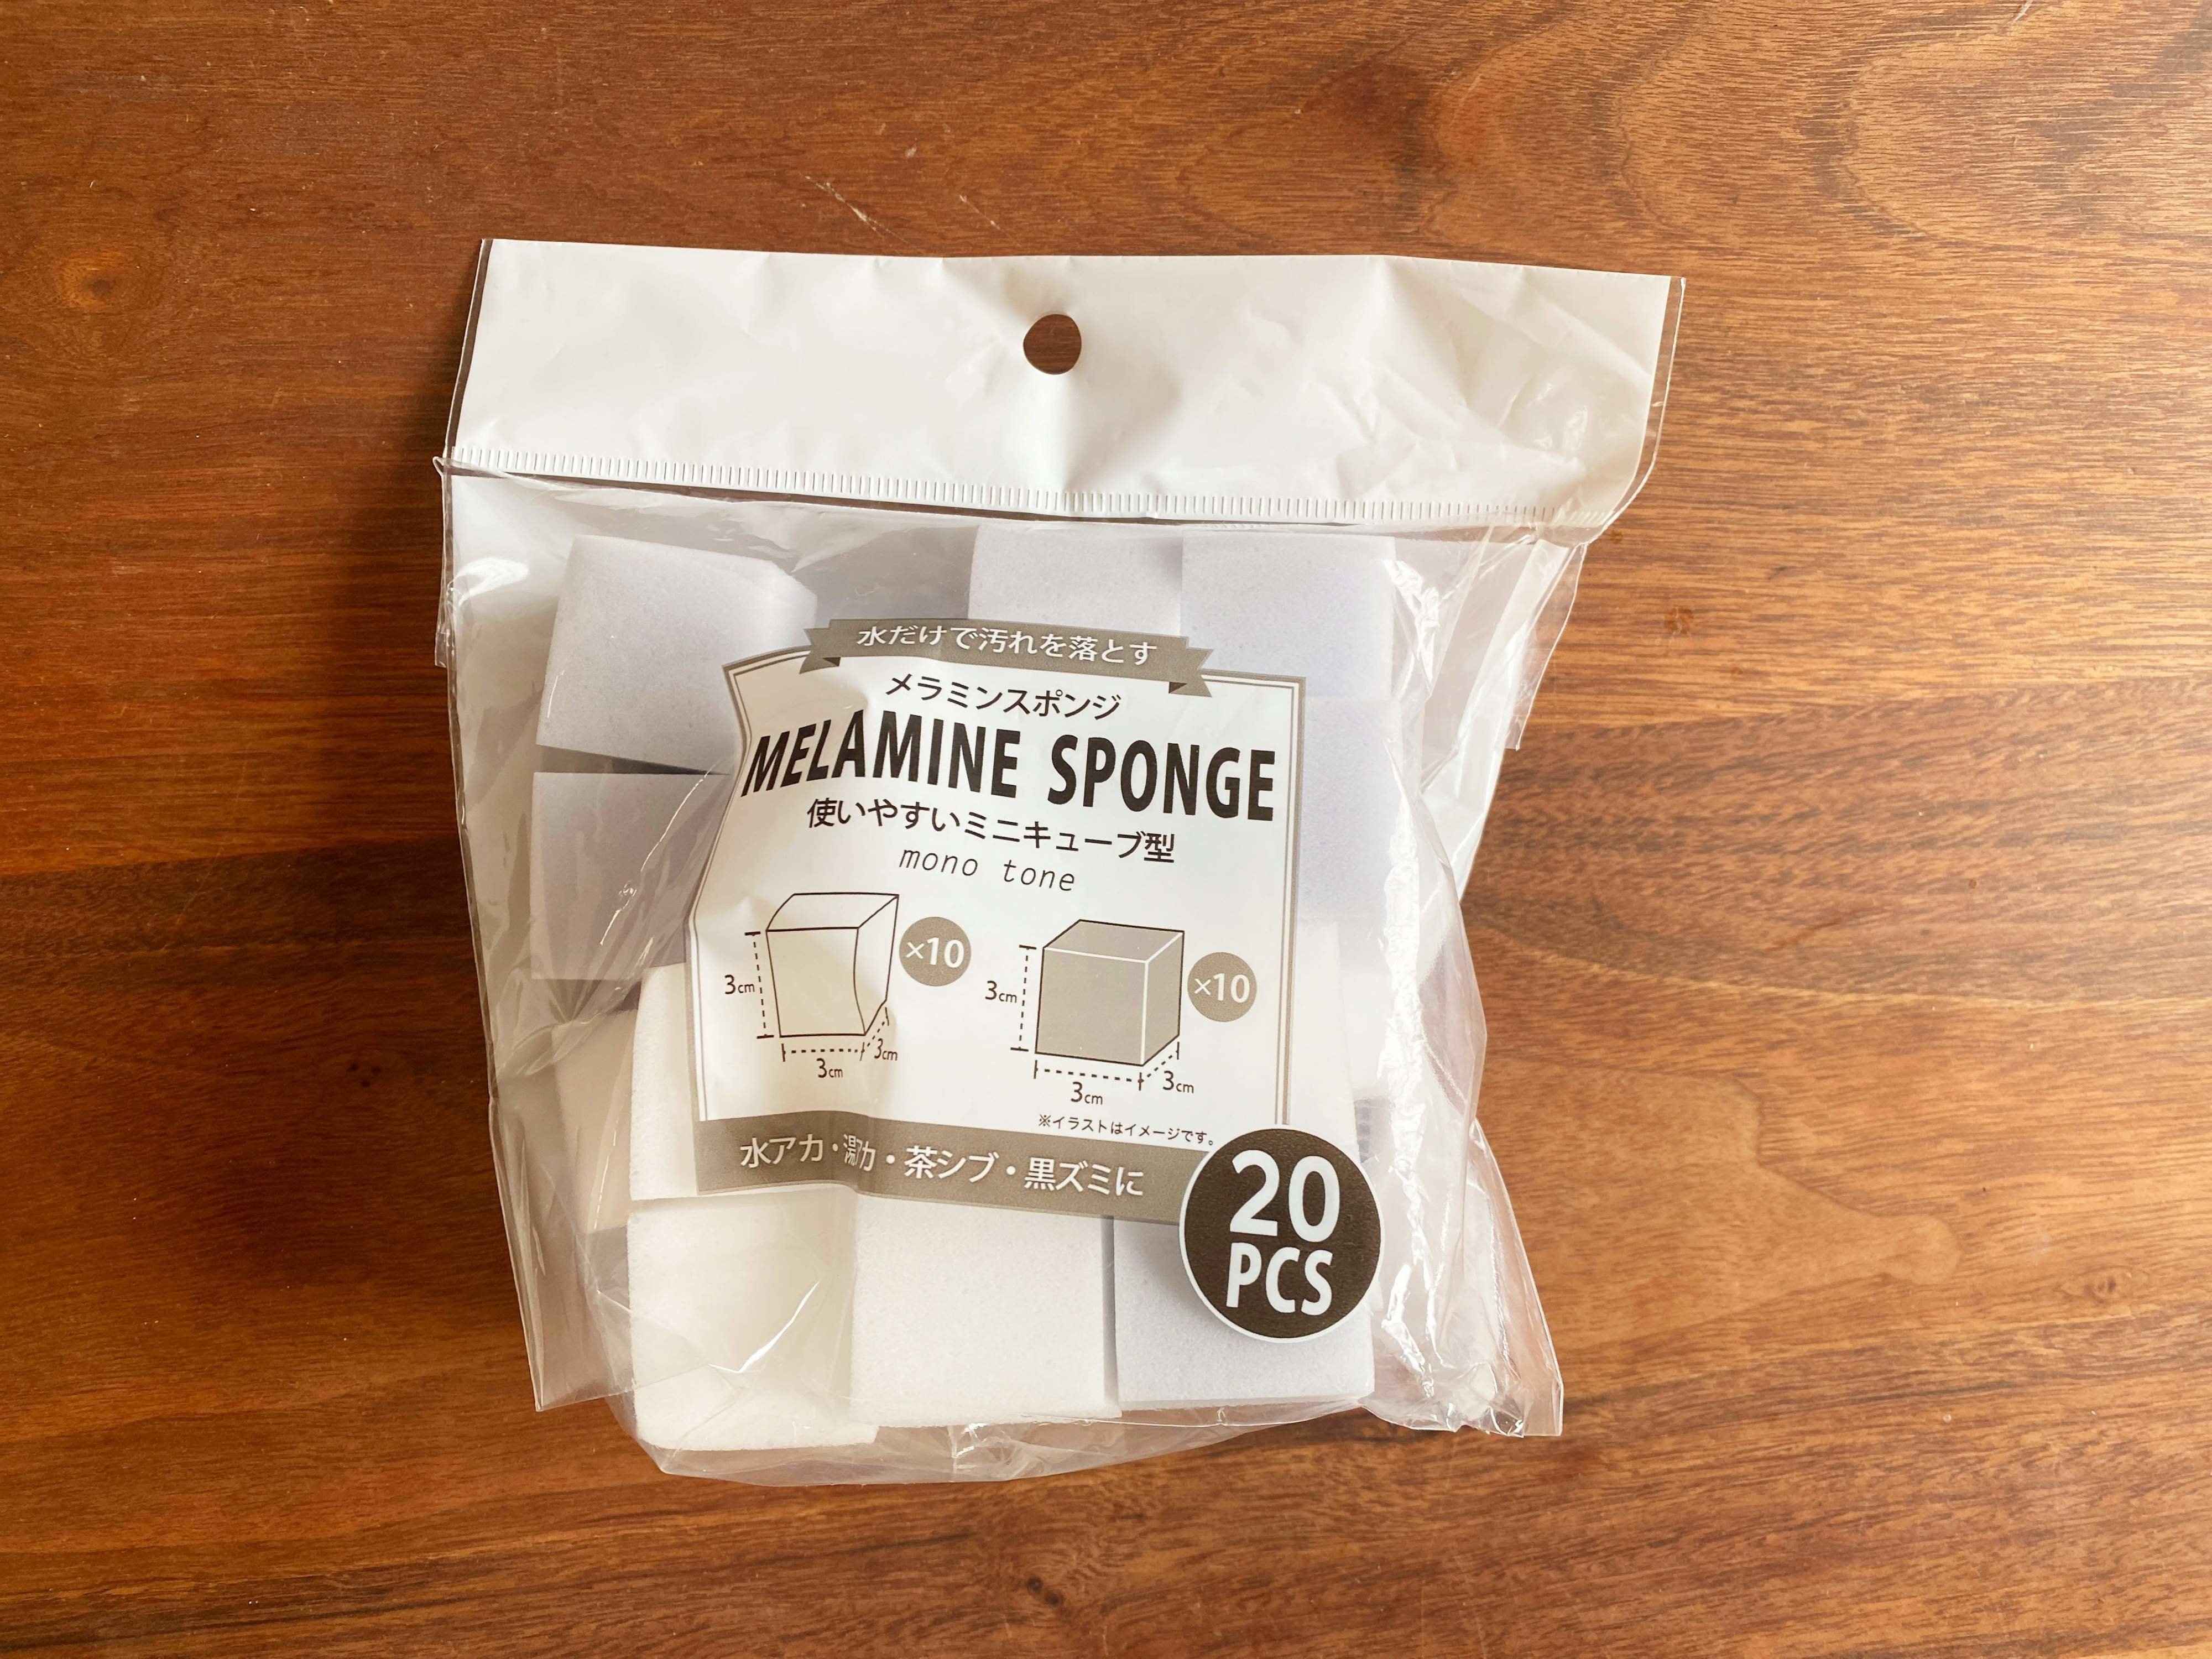 水だけで汚れを落とす
メラミンスポンジ
MELAMINE SPONGE
使いやすいミニキューブ型
mono tone
×10
3cm
3cm
3cm
×10
3cm
3cm
3cm
※イラストはイメージです。
水アカ・湯アカ・茶シブ・黒ズミに
20
PCS